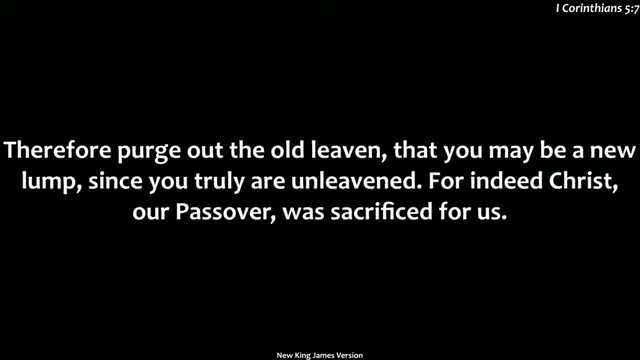 I Corinthians 5:7
Therefore purge out the old leaven, that you may be a new
lump, since you truly are unleavened. For indeed Christ,
our Passover, was sacrificed for us.
New King James Version